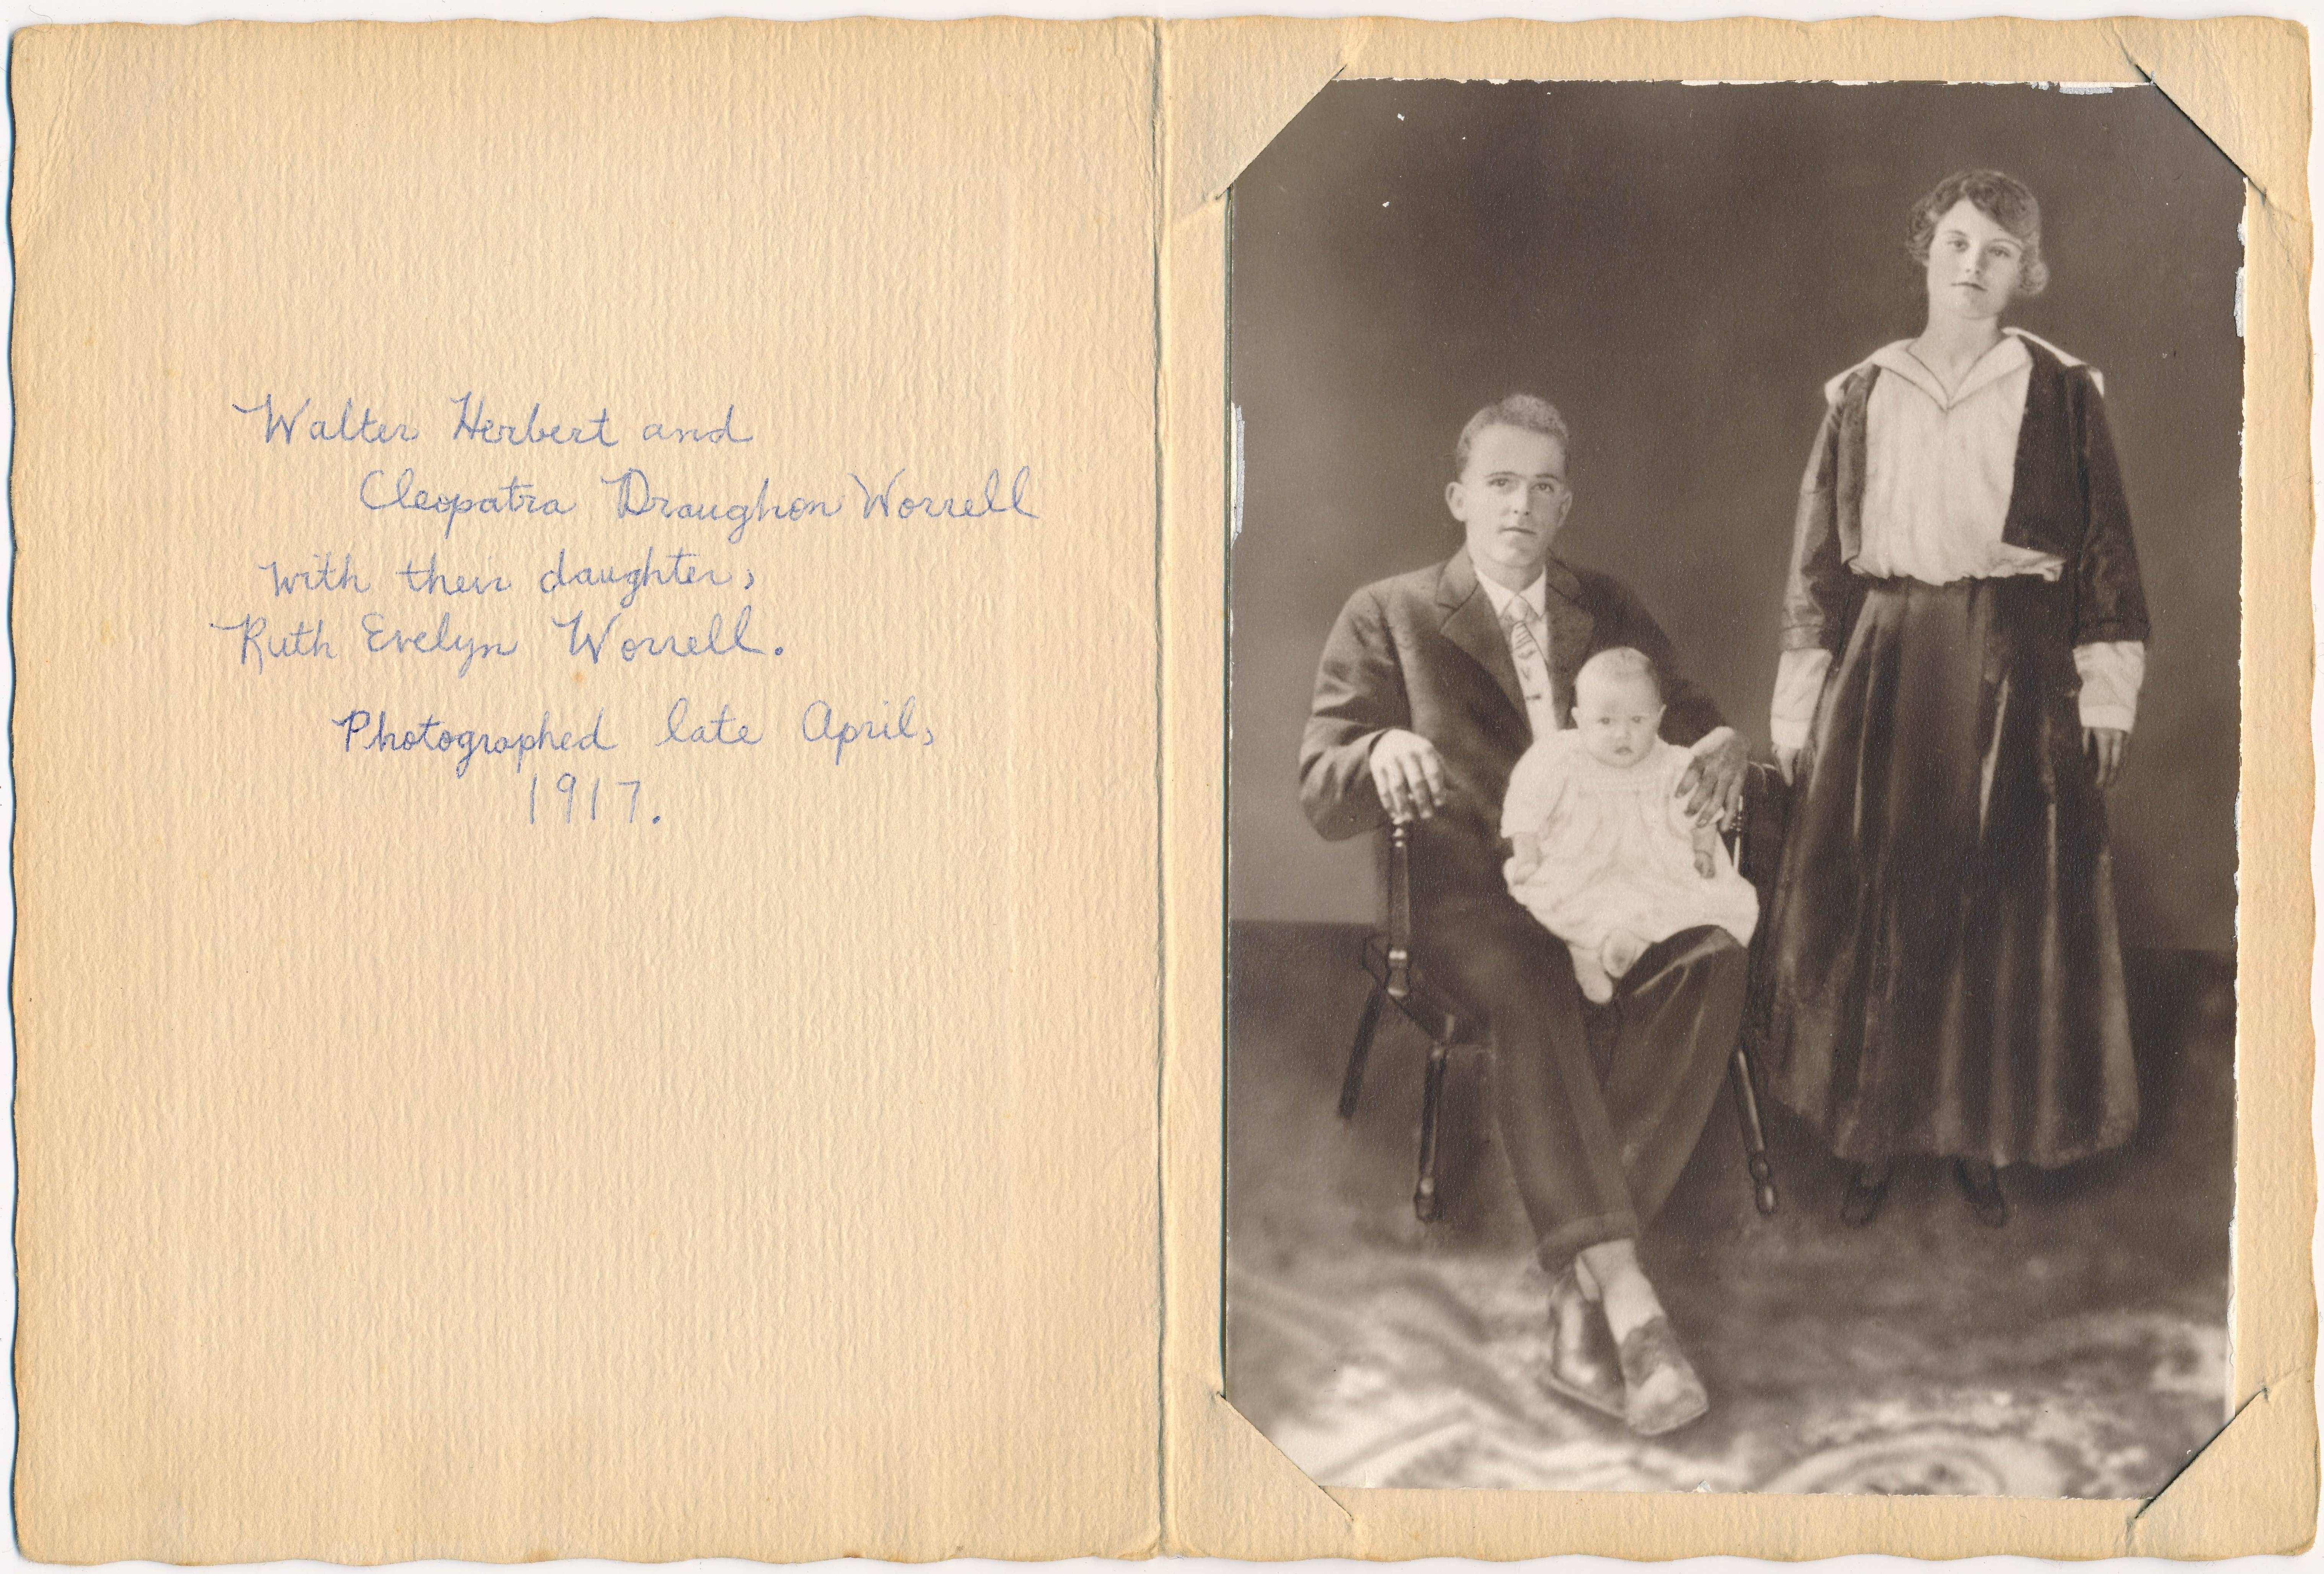 Walter Herbert and
Cleopatra Draughon Worrell
with their daughter,
Ruth Evelyn Worrell.
Photographed late April,
1917.